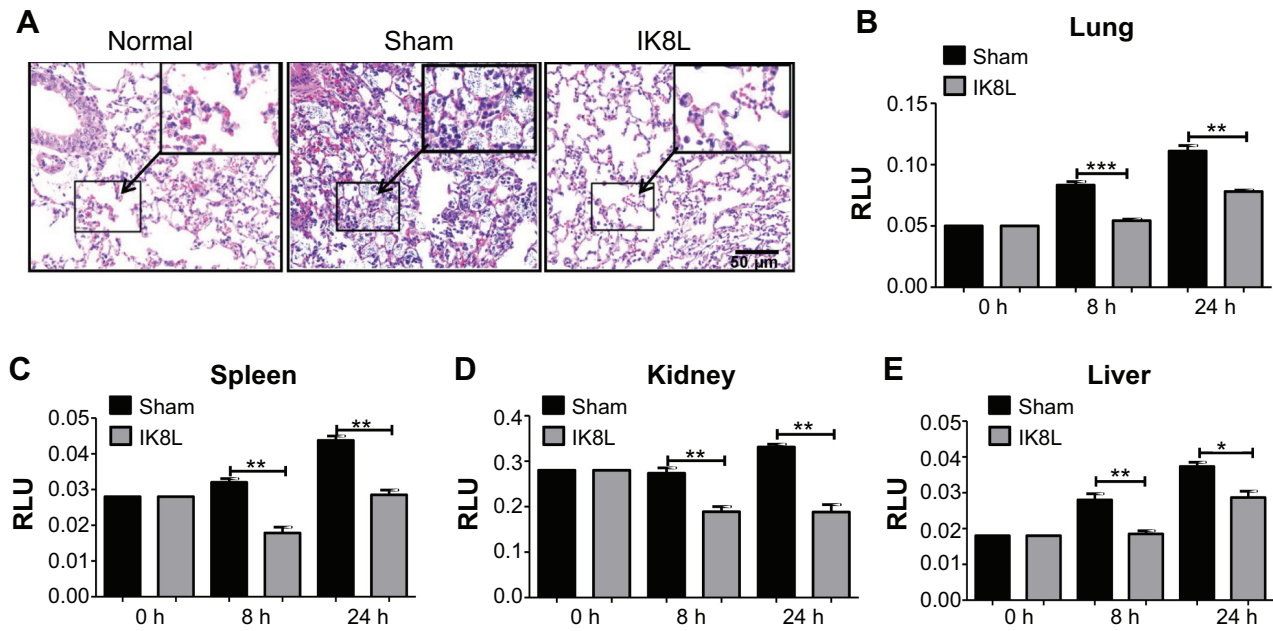 A
Normal Sham IK8L
50 µm
B
Lung
Sham
IK8L
RLU
0.15
0.10
0.05
0.00
***
**
0 h 8 h 24 h
C
Spleen
Sham
IK8L
RLU
0.05
0.04
0.03
0.02
0.01
0.00
**
**
0 h 8 h 24 h
D
Kidney
Sham
IK8L
RLU
0.4
0.3
0.2
0.1
0.0
**
**
0 h 8 h 24 h
E
Liver
Sham
IK8L
RLU
0.05
0.04
0.03
0.02
0.01
0.00
**
*
0 h 8 h 24 h